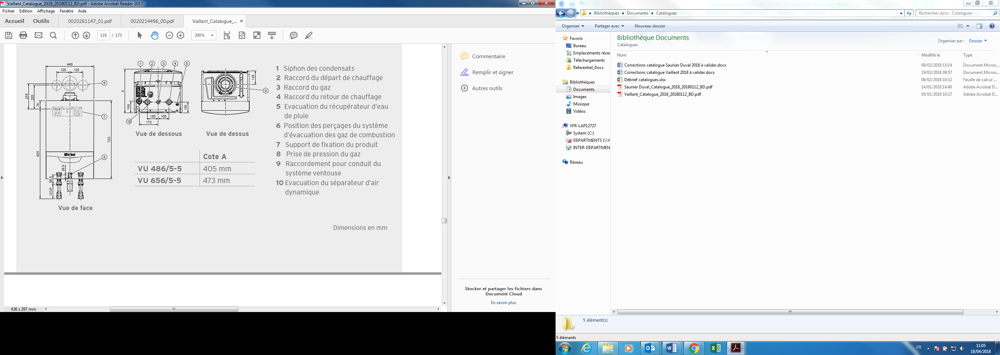 Vaillant_Catalogue_2018_20180112_BD.pdf - Adobe Acrobat Reader 2017
Fichier Edition Affichage Fenêtre Aide
Accueil Outils 0020261147_01.pdf 0020214496_00.pdf Vaillant_Catalogue_... ×
119 / 173 200%
440
120 120
6
235
220
78
7
825
720
8
29,5
85,5
133,8
Vue de face
1 2 3 4 5
A
108
100
100 100
173
10
Vue de dessous
125
9
Vue de dessus
Cote A
VU 486/5-5 405 mm
VU 656/5-5 473 mm
1 Siphon des condensats
2 Raccord du départ de chauffage
3 Raccord du gaz
4 Raccord du retour de chauffage
5 Evacuation du récupérateur d'eau
de pluie
6 Position des perçages du système
d'évacuation des gaz de combustion
7 Support de fixation du produit
8 Prise de pression du gaz
9 Raccordement pour conduit du
système ventouse
10 Evacuation du séparateur d'air
dynamique
Dimensions en mm
436 x 297 mm
Commentaire
Remplir et signer
Autres outils
Stocker et partager les fichiers dans
Document Cloud
En savoir plus
Bibliothèques Documents Catalogues
Rechercher dans : Catalogues
Organiser Partager avec Nouveau dossier
Favoris
Bureau
Emplacements récer
Téléchargements
Referentiel_Docs
Bibliothèques
Documents
Images
Musique
Vidéos
VFR-LAP12727
System (C:)
DEPARTMENTS (\\V
INTER-DEPARTMEN
Réseau
Bibliothèque Documents
Catalogues
Organiser par : Dossier
Nom Modifié le Type
Corrections catalogue Saunier Duval 2018 à valider.docx 09/02/2018 15:14 Document Micros...
Corrections catalogue Vaillant 2018 à valider.docx 19/02/2018 09:57 Document Micros...
Débrief catalogues.xlsx 06/02/2018 10:32 Feuille de calcul ...
Saunier Duval_Catalogue_2018_20180112_BD.pdf 14/01/2018 14:40 Adobe Acrobat D...
Vaillant_Catalogue_2018_20180112_BD.pdf 05/01/2018 10:27 Adobe Acrobat D...
5 élément(s)
5 éléments
FR
11:05
18/04/2018